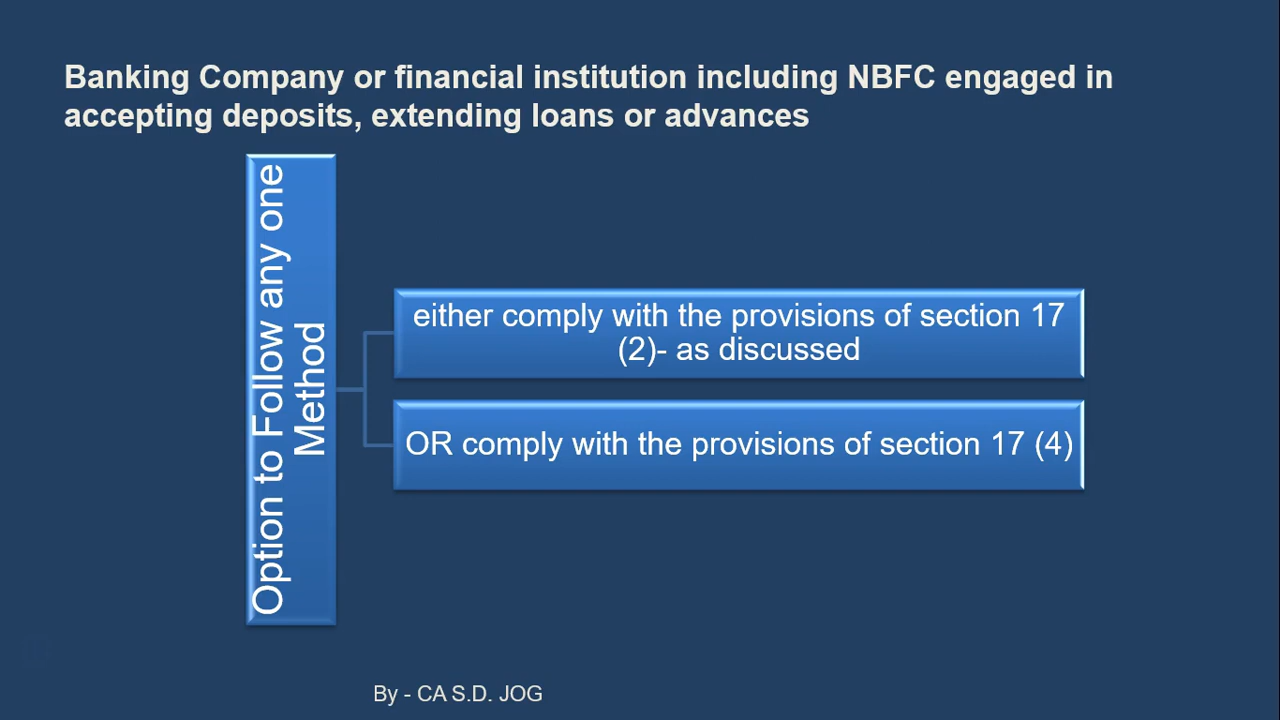 Banking Company or financial institution including NBFC engaged in
accepting deposits, extending loans or advances
Option to Follow any one
Method
either comply with the provisions of section 17
(2)- as discussed
OR comply with the provisions of section 17 (4)
By - CA S.D. JOG